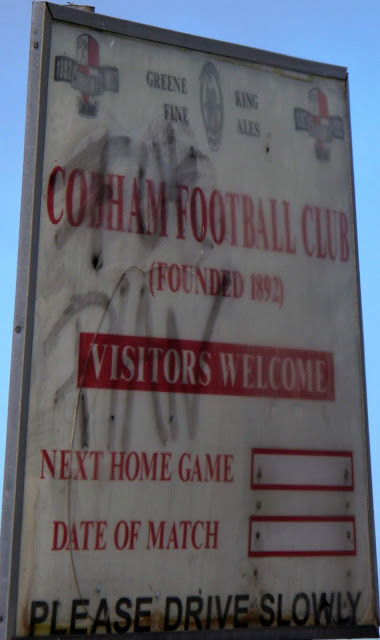 GREENE KING
FINE ALES
1892
COBHAM FOOTBALL CLUB
(FOUNDED 1892)
VISITORS WELCOME
NEXT HOME GAME
DATE OF MATCH
PLEASE DRIVE SLOWLY